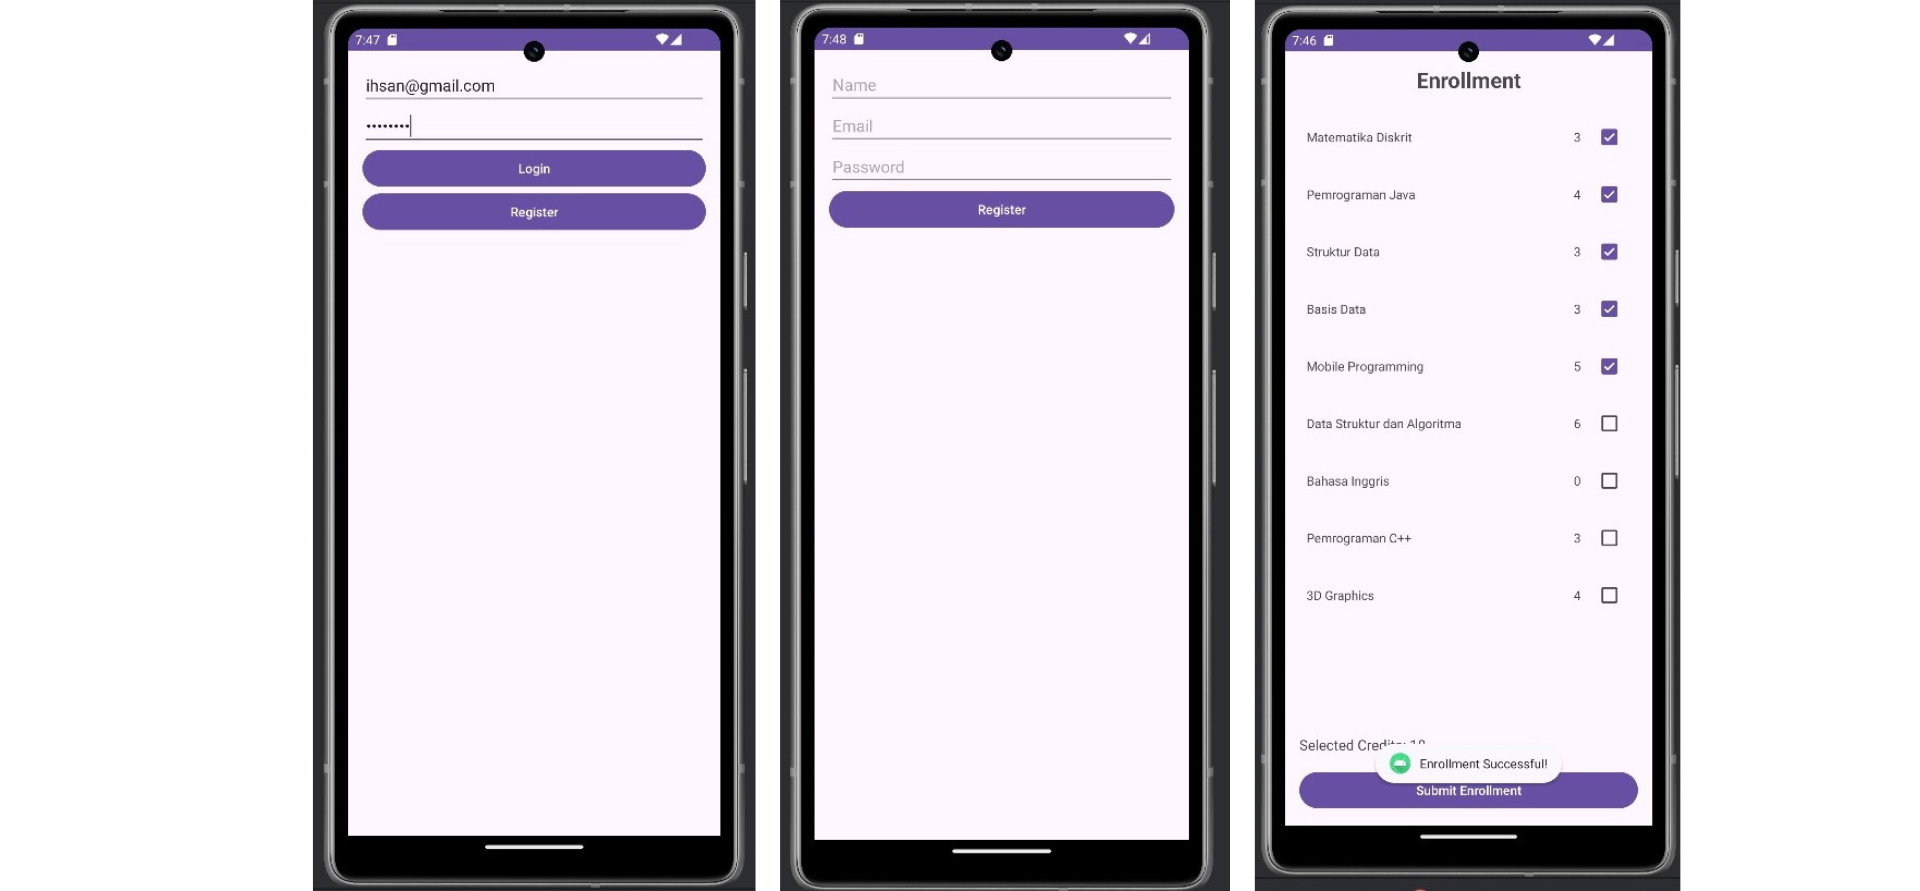 7:47
ihsan@gmail.com
••••••••
Login
Register
7:48
Name
Email
Password
Register
7:46
Enrollment
Matematika Diskrit 3
Pemrograman Java 4
Struktur Data 3
Basis Data 3
Mobile Programming 5
Data Struktur dan Algoritma 6
Bahasa Inggris 0
Pemrograman C++ 3
3D Graphics 4
Selected Credits: 18
Enrollment Successful!
Submit Enrollment